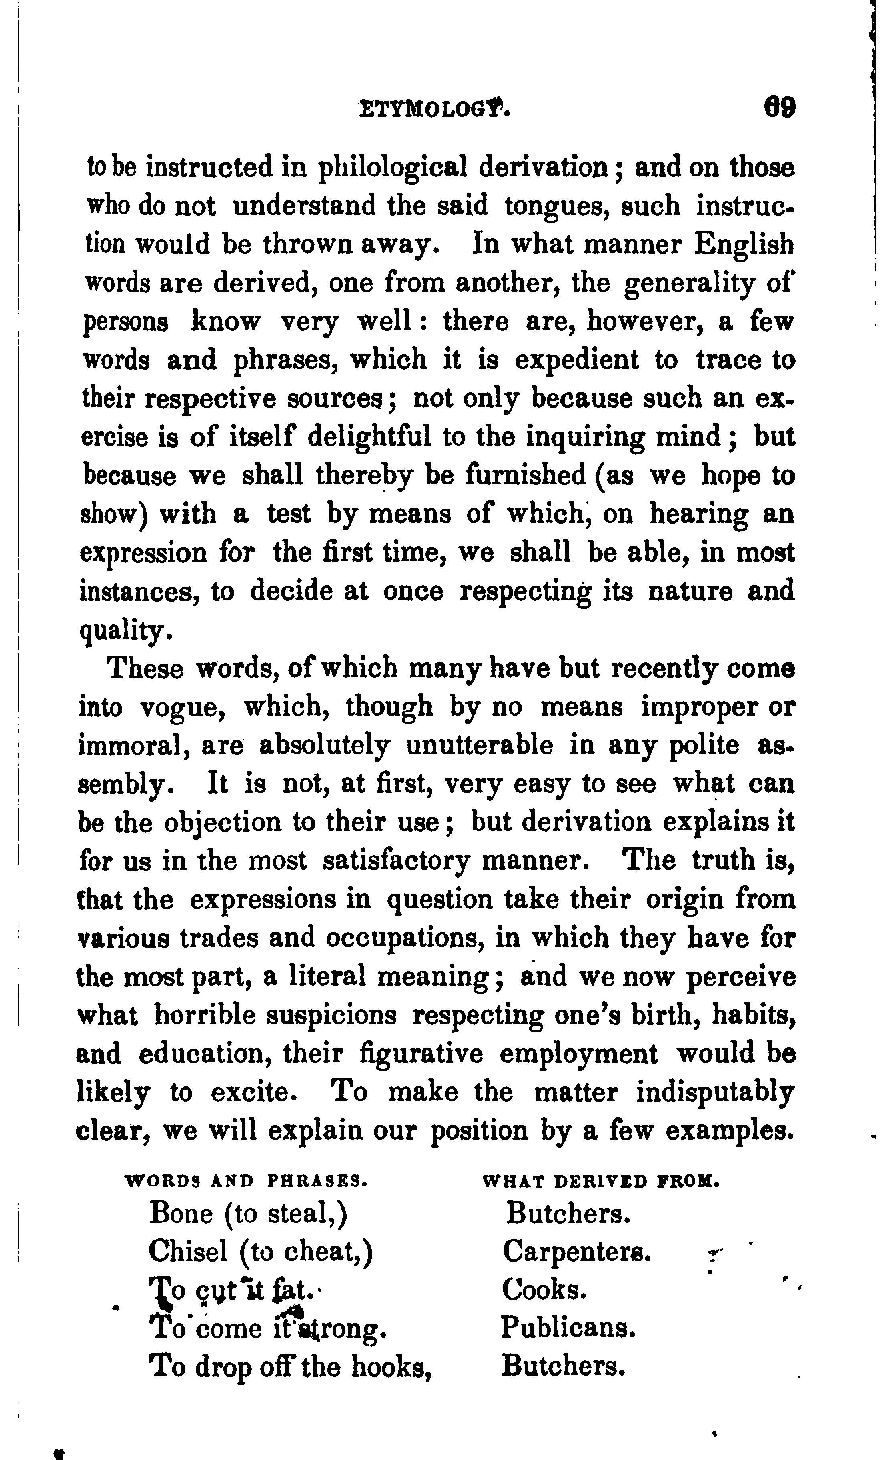 ETYMOLOGY. 69
to be instructed in philological derivation; and on those
who do not understand the said tongues, such instruc-
tion would be thrown away. In what manner English
words are derived, one from another, the generality of
persons know very well: there are, however, a few
words and phrases, which it is expedient to trace to
their respective sources; not only because such an ex-
ercise is of itself delightful to the inquiring mind; but
because we shall thereby be furnished (as we hope to
show) with a test by means of which, on hearing an
expression for the first time, we shall be able, in most
instances, to decide at once respecting its nature and
quality.
These words, of which many have but recently come
into vogue, which, though by no means improper or
immoral, are absolutely unutterable in any polite as-
sembly. It is not, at first, very easy to see what can
be the objection to their use; but derivation explains it
for us in the most satisfactory manner. The truth is,
that the expressions in question take their origin from
various trades and occupations, in which they have for
the most part, a literal meaning; and we now perceive
what horrible suspicions respecting one's birth, habits,
and education, their figurative employment would be
likely to excite. To make the matter indisputably
clear, we will explain our position by a few examples.
WORDS AND PHRASES. WHAT DERIVED FROM.
Bone (to steal,) Butchers.
Chisel (to cheat,) Carpenters.
To cut it fat. Cooks.
To come it strong. Publicans.
To drop off the hooks, Butchers.